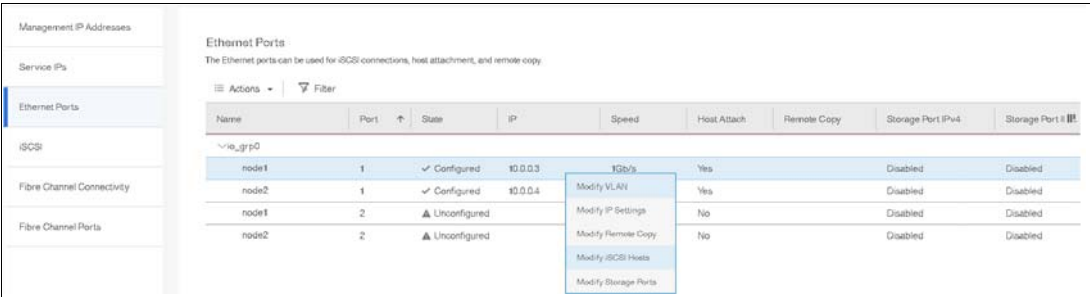 Management IP Addresses
Service IPs
Ethernet Ports
iSCSI
Fibre Channel Connectivity
Fibre Channel Ports
Ethernet Ports
The Ethernet ports can be used for iSCSI connections, host attachment, and remote copy.
Actions Filter
Name Port State IP Speed Host Attach Remote Copy Storage Port IPv4 Storage Port
io_grp0
node1 1 Configured 10.0.0.3 1Gb/s Yes Disabled Disabled
node2 1 Configured 10.0.0.4 Yes Disabled Disabled
node1 2 Unconfigured No Disabled Disabled
node2 2 Unconfigured No Disabled Disabled
Modify VLAN
Modify IP Settings
Modify Remote Copy
Modify iSCSI Hosts
Modify Storage Ports